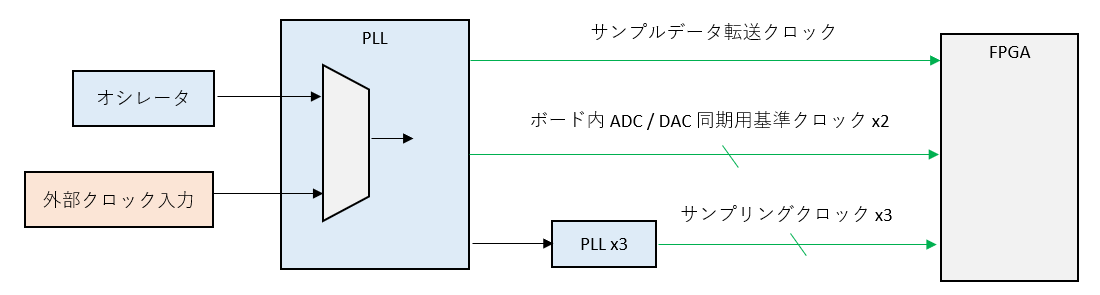 サンプルデータ転送クロック
PLL
FPGA
オシレータ
ボード内 ADC / DAC 同期用基準クロック x2
外部クロック入力
サンプリングクロック x3
PLL x3